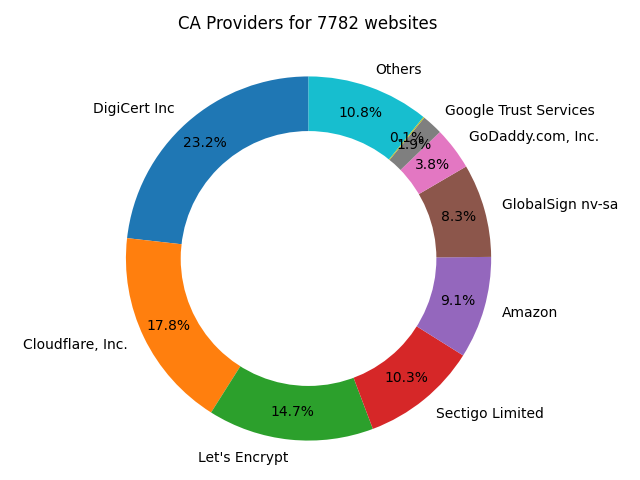 CA Providers for 7782 websites
Others
Google Trust Services
GoDaddy.com, Inc.
GlobalSign nv-sa
Amazon
Sectigo Limited
Let's Encrypt
Cloudflare, Inc.
DigiCert Inc
10.8%
0.1%
1.9%
3.8%
8.3%
9.1%
10.3%
14.7%
17.8%
23.2%